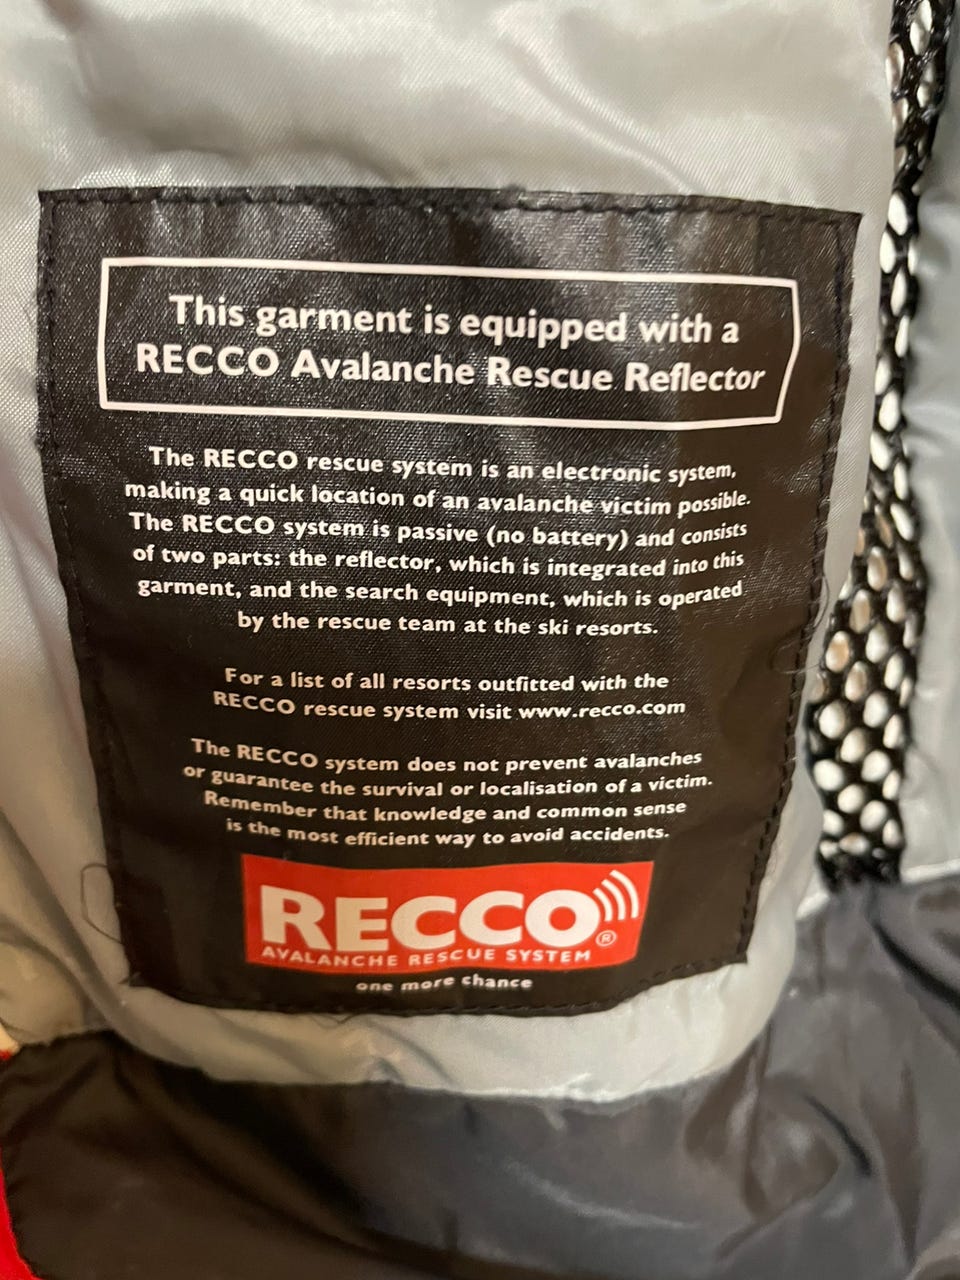 This garment is equipped with a
RECCO Avalanche Rescue Reflector
The RECCO rescue system is an electronic system,
making a quick location of an avalanche victim possible.
The RECCO system is passive (no battery) and consists
of two parts: the reflector, which is integrated into this
garment, and the search equipment, which is operated
by the rescue team at the ski resorts.
For a list of all resorts outfitted with the
RECCO rescue system visit www.recco.com
The RECCO system does not prevent avalanches
or guarantee the survival or localisation of a victim.
Remember that knowledge and common sense
is the most efficient way to avoid accidents.
RECCO®
AVALANCHE RESCUE SYSTEM
one more chance